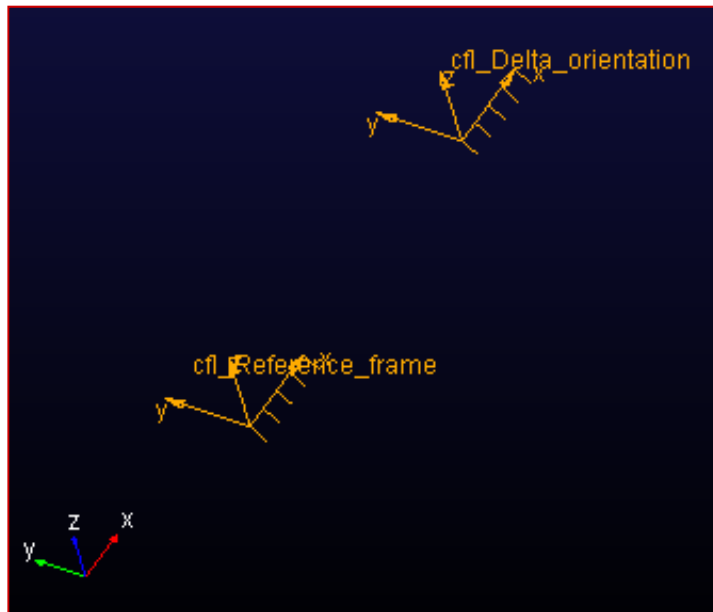 cfl_Delta_orientation
z
x
y
cfl_Reference_frame
z
x
y
z
x
y